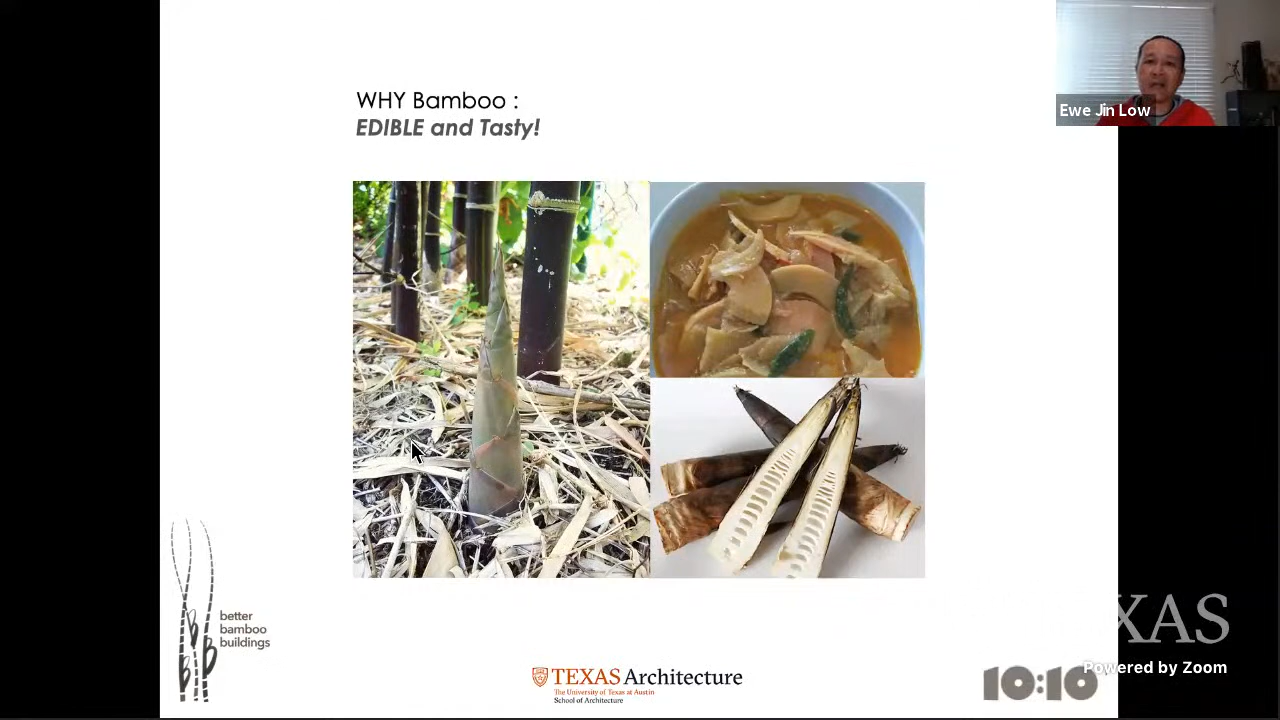 WHY Bamboo :
EDIBLE and Tasty!
Ewe Jin Low
better
bamboo
buildings
TEXAS Architecture
The University of Texas at Austin
School of Architecture
10:10
XAS
Powered by Zoom